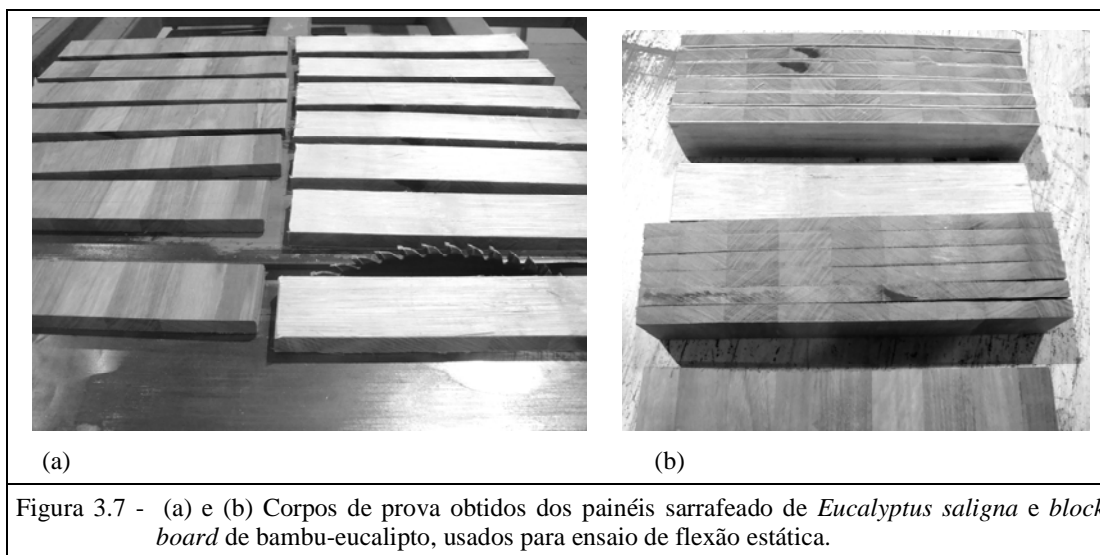 (a) (b)
Figura 3.7 - (a) e (b) Corpos de prova obtidos dos painéis sarrafeado de Eucalyptus saligna e block
board de bambu-eucalipto, usados para ensaio de flexão estática.